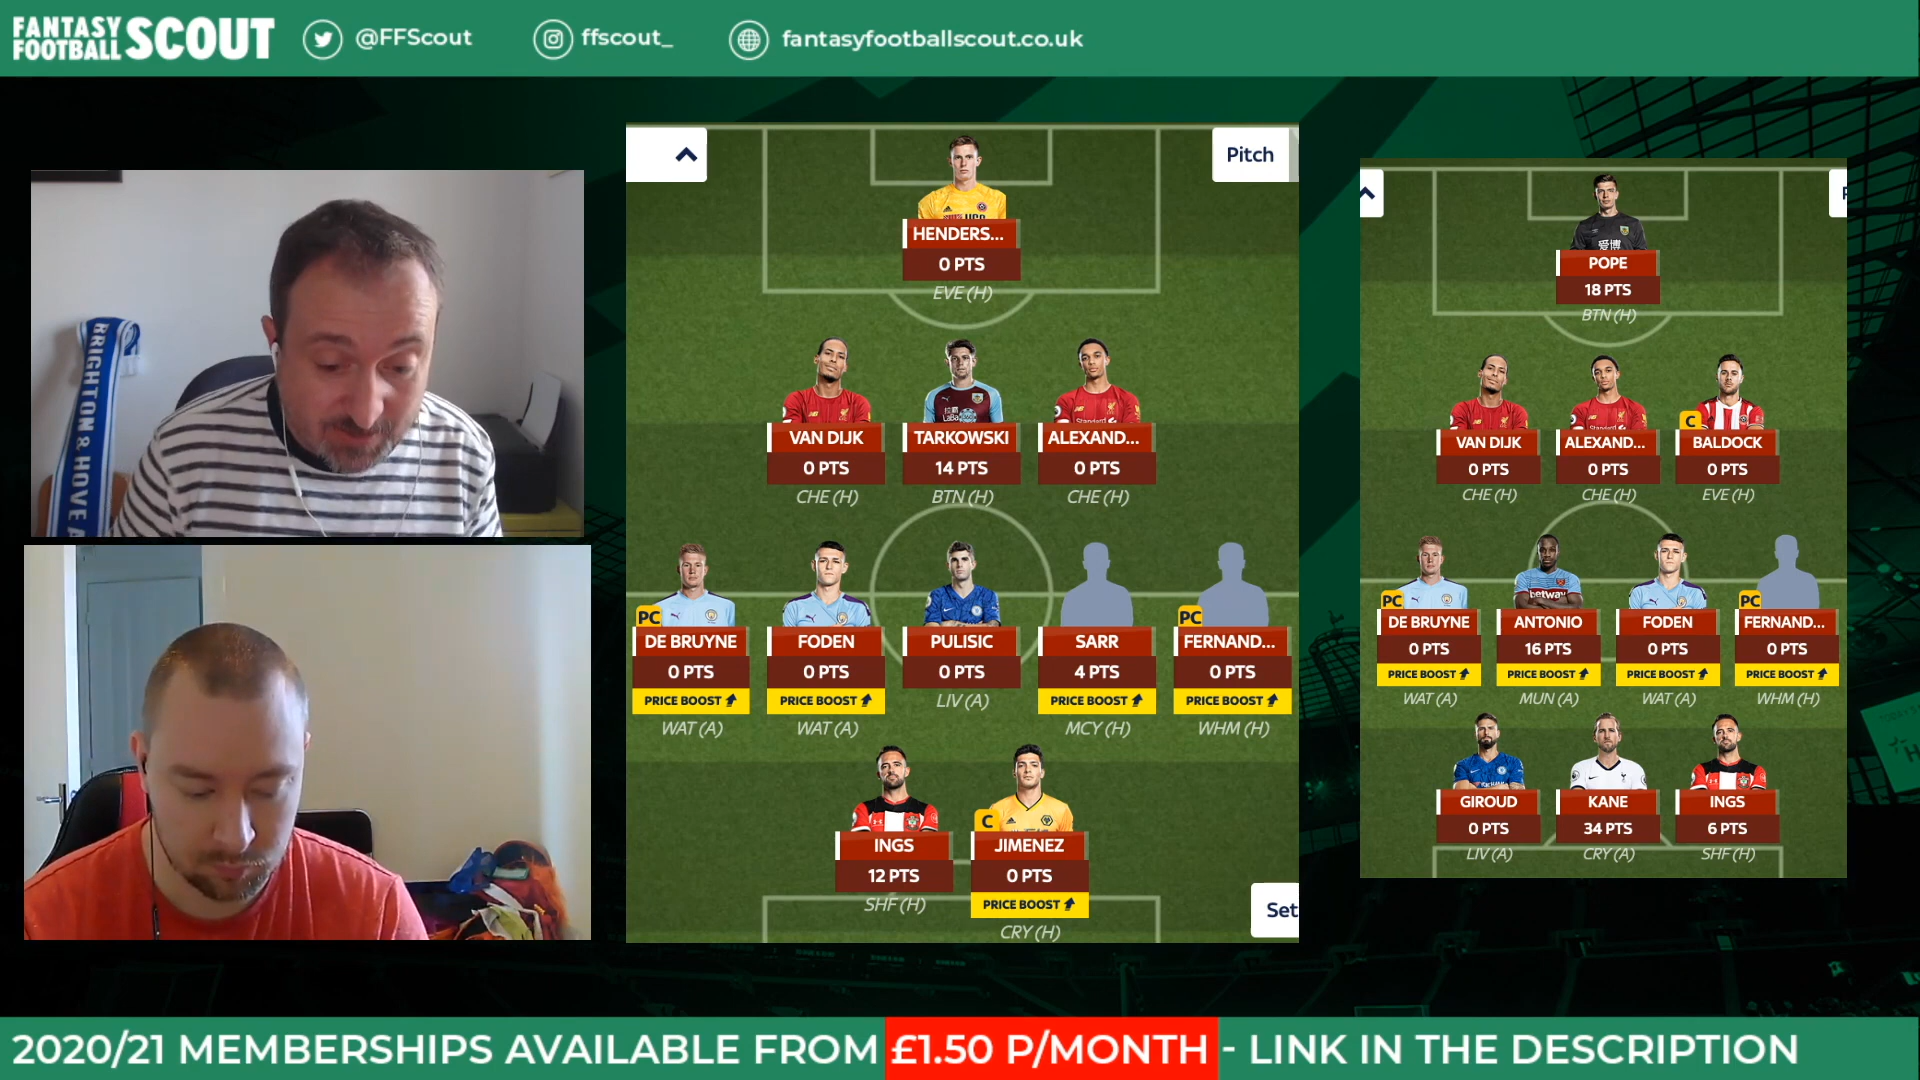 FANTASY
FOOTBALL
SCOUT
@FFScout
ffscout_
fantasyfootballscout.co.uk
BRIGHTON & HOVE A
Pitch
HENDERS...
0 PTS
EVE (H)
VAN DIJK
0 PTS
CHE (H)
TARKOWSKI
14 PTS
BTN (H)
ALEXAND...
0 PTS
CHE (H)
PC
DE BRUYNE
0 PTS
PRICE BOOST
WAT (A)
FODEN
0 PTS
PRICE BOOST
WAT (A)
PULISIC
0 PTS
LIV (A)
SARR
4 PTS
PRICE BOOST
MCY (H)
PC
FERNAND...
0 PTS
PRICE BOOST
WHM (H)
INGS
12 PTS
SHF (H)
C
JIMENEZ
0 PTS
PRICE BOOST
CRY (H)
Set
爱博
POPE
18 PTS
BTN (H)
VAN DIJK
0 PTS
CHE (H)
ALEXAND...
0 PTS
CHE (H)
C
BALDOCK
0 PTS
EVE (H)
PC
DE BRUYNE
0 PTS
PRICE BOOST
WAT (A)
betway
ANTONIO
16 PTS
PRICE BOOST
MUN (A)
FODEN
0 PTS
PRICE BOOST
WAT (A)
PC
FERNAND...
0 PTS
PRICE BOOST
WHM (H)
GIROUD
0 PTS
LIV (A)
KANE
34 PTS
CRY (A)
INGS
6 PTS
SHF (H)
2020/21 MEMBERSHIPS AVAILABLE FROM £1.50 P/MONTH - LINK IN THE DESCRIPTION